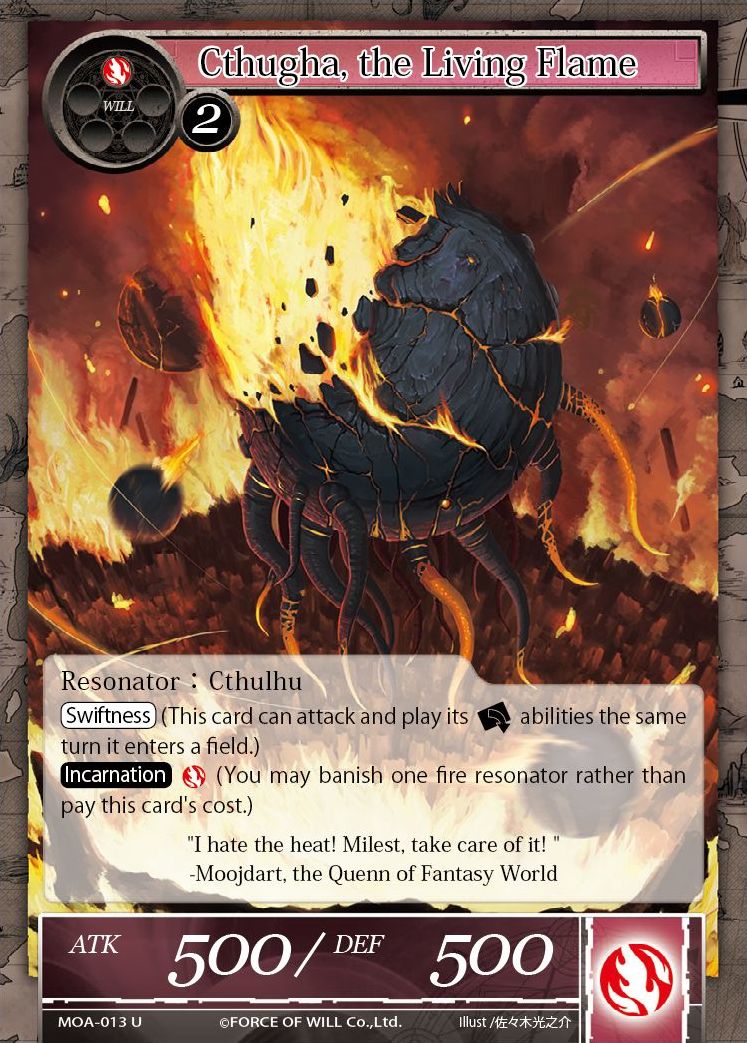 Cthugha, the Living Flame
WILL
2
Resonator : Cthulhu
Swiftness (This card can attack and play its abilities the same
turn it enters a field.)
Incarnation (You may banish one fire resonator rather than
pay this card's cost.)
"I hate the heat! Milest, take care of it! "
-Moojdart, the Quenn of Fantasy World
ATK 500 / DEF 500
MOA-013 U ©FORCE OF WILL Co.,Ltd. Illust /佐々木光之介